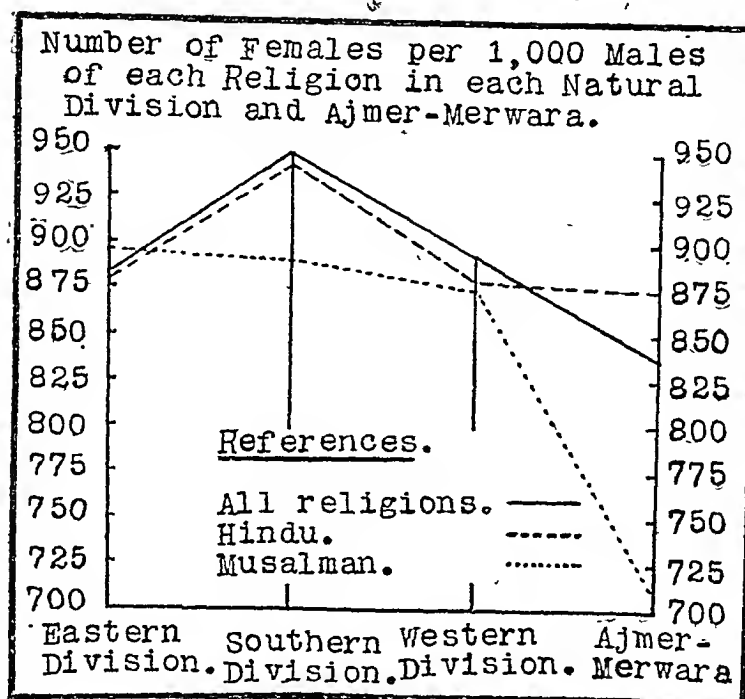 Number of Females per 1,000 Males
of each Religion in each Natural
Division and Ajmer-Merwara.
950 950
925 925
900 900
875 875
850 850
825 825
800 800
References.
775 775
All religions.
750 750
Hindu.
725 725
Musalman.
700 700
Eastern Southern Western Ajmer-
Division. Division. Division. Merwara